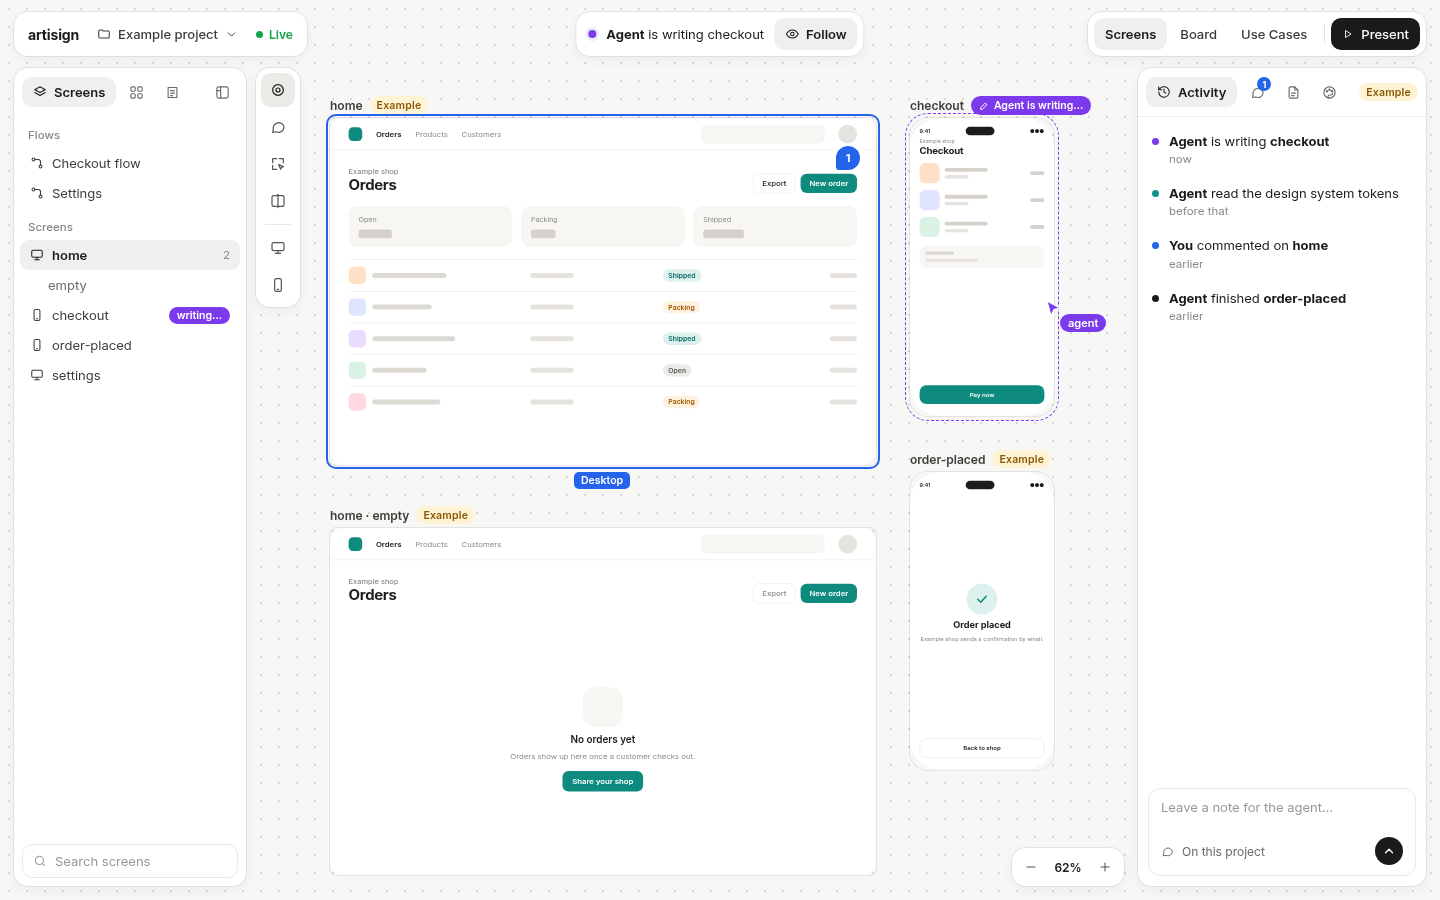 artisign
Example project
Live
Agent is writing checkout
Follow
Screens
Board
Use Cases
Present
Screens
Flows
Checkout flow
Settings
Screens
home
2
empty
checkout
writing...
order-placed
settings
Search screens
home
Example
Orders
Products
Customers
1
Example shop
Orders
Export
New order
Open
Packing
Shipped
Shipped
Packing
Shipped
Open
Packing
Desktop
home · empty
Example
Orders
Products
Customers
Example shop
Orders
Export
New order
No orders yet
Orders show up here once a customer checks out.
Share your shop
checkout
Agent is writing...
9:41
Example shop
Checkout
agent
Pay now
order-placed
Example
9:41
Order placed
Example shop sends a confirmation by email.
Back to shop
62%
Activity
1
Example
Agent is writing checkout
now
Agent read the design system tokens
before that
You commented on home
earlier
Agent finished order-placed
earlier
Leave a note for the agent...
On this project